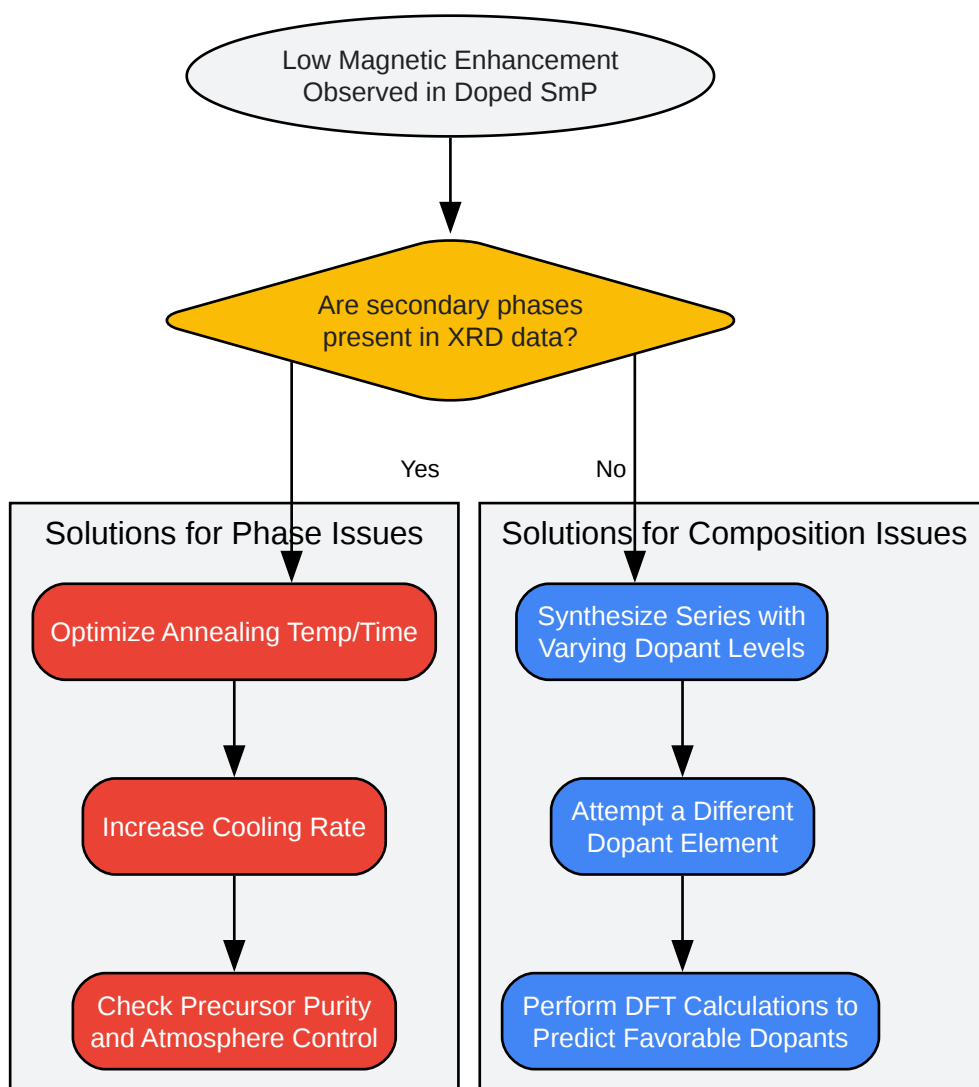 Low Magnetic Enhancement
Observed in Doped SmP
Are secondary phases
present in XRD data?
Yes
No
Solutions for Phase Issues
Optimize Annealing Temp/Time
Increase Cooling Rate
Check Precursor Purity
and Atmosphere Control
Solutions for Composition Issues
Synthesize Series with
Varying Dopant Levels
Attempt a Different
Dopant Element
Perform DFT Calculations to
Predict Favorable Dopants